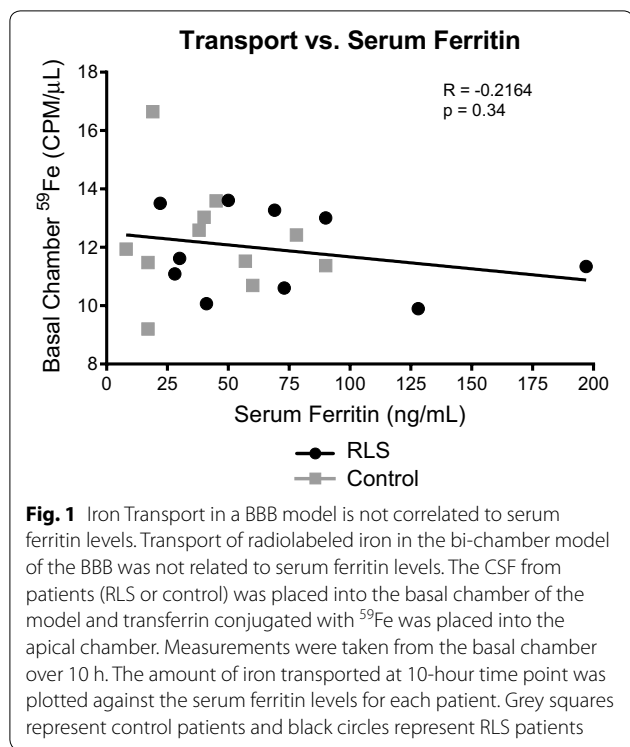 Transport vs. Serum Ferritin
R = -0.2164
p = 0.34
Basal Chamber ⁵⁹Fe (CPM/μL)
18
16
14
12
10
8
0
25
50
75
100
125
150
175
200
Serum Ferritin (ng/mL)
RLS
Control
Fig. 1 Iron Transport in a BBB model is not correlated to serum
ferritin levels. Transport of radiolabeled iron in the bi-chamber model
of the BBB was not related to serum ferritin levels. The CSF from
patients (RLS or control) was placed into the basal chamber of the
model and transferrin conjugated with ⁵⁹Fe was placed into the
apical chamber. Measurements were taken from the basal chamber
over 10 h. The amount of iron transported at 10-hour time point was
plotted against the serum ferritin levels for each patient. Grey squares
represent control patients and black circles represent RLS patients